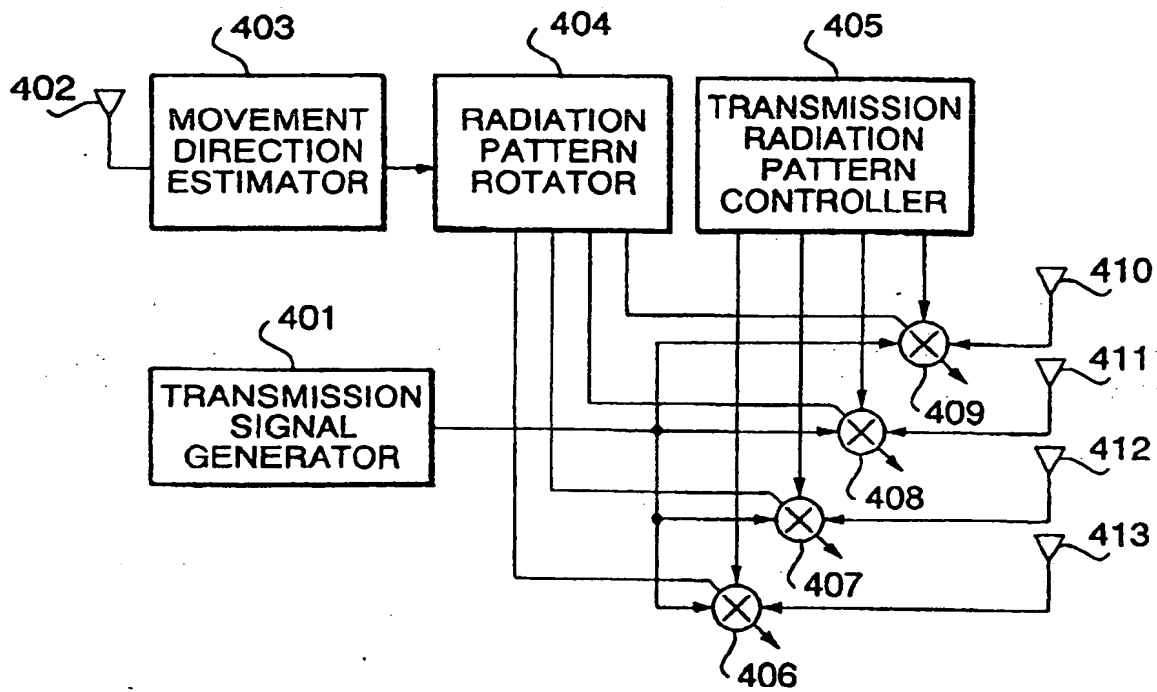 403
404
405
402
MOVEMENT
DIRECTION
ESTIMATOR
RADIATION
PATTERN
ROTATOR
TRANSMISSION
RADIATION
PATTERN
CONTROLLER
410
401
TRANSMISSION
SIGNAL
GENERATOR
409
411
408
412
407
413
406